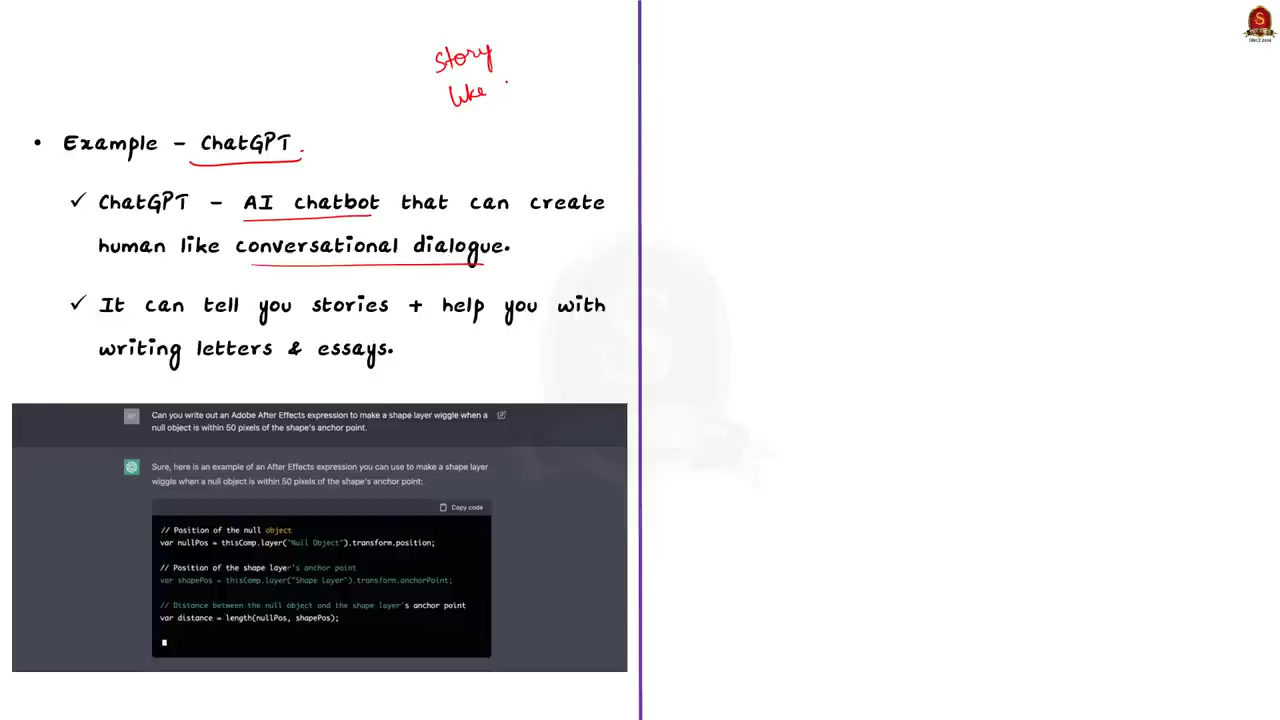 Story
like
• Example - ChatGPT
✓ ChatGPT - AI chatbot that can create
human like conversational dialogue.
✓ It can tell you stories + help you with
writing letters & essays.
Can you write out an Adobe After Effects expression to make a shape layer wiggle when a
null object is within 50 pixels of the shape's anchor point.
Sure, here is an example of an After Effects expression you can use to make a shape layer
wiggle when a null object is within 50 pixels of the shape's anchor point:
Copy code
// Position of the null object
var nullPos = thisComp.layer("Null Object").transform.position;
// Position of the shape layer's anchor point
var shapePos = thisComp.layer("Shape Layer").transform.anchorPoint;
// Distance between the null object and the shape layer's anchor point
var distance = length(nullPos, shapePos);
S
SINCE 2004